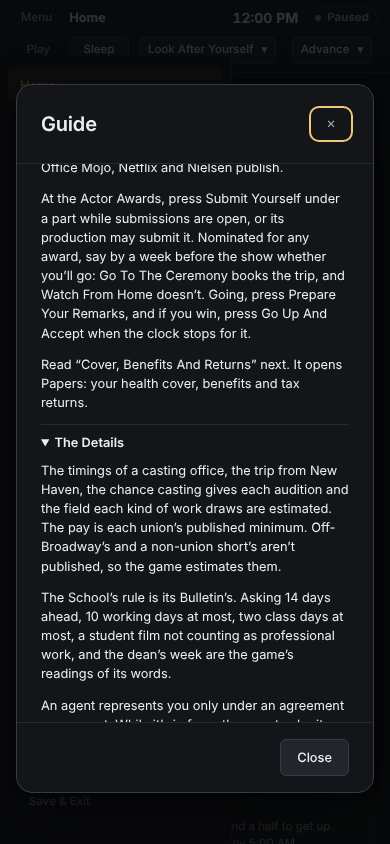 Menu Home 12:00 PM Paused
Play Sleep Look After Yourself ▾ Advance ▾
Guide ×
Office Mojo, Netflix and Nielsen publish.
At the Actor Awards, press Submit Yourself under
a part while submissions are open, or its
production may submit it. Nominated for any
award, say by a week before the show whether
you’ll go: Go To The Ceremony books the trip, and
Watch From Home doesn’t. Going, press Prepare
Your Remarks, and if you win, press Go Up And
Accept when the clock stops for it.
Read “Cover, Benefits And Returns” next. It opens
Papers: your health cover, benefits and tax
returns.
▼ The Details
The timings of a casting office, the trip from New
Haven, the chance casting gives each audition and
the field each kind of work draws are estimated.
The pay is each union’s published minimum. Off-
Broadway’s and a non-union short’s aren’t
published, so the game estimates them.
The School’s rule is its Bulletin’s. Asking 14 days
ahead, 10 working days at most, two class days at
most, a student film not counting as professional
work, and the dean’s week are the game’s
readings of its words.
An agent represents you only under an agreement
Close
Save & Exit
nd a half to get up.